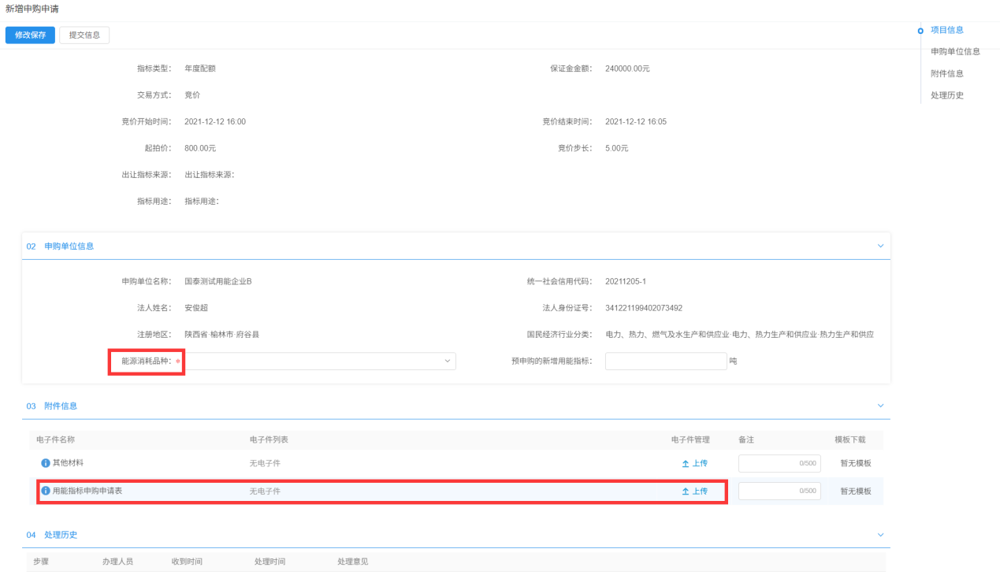 新增申购申请
修改保存 提交信息
项目信息
申购单位信息
附件信息
处理历史
指标类型： 年度配额 保证金金额： 240000.00元
交易方式： 竞价
竞价开始时间： 2021-12-12 16:00 竞价结束时间： 2021-12-12 16:05
起拍价： 800.00元 竞价步长： 5.00元
出让指标来源： 出让指标来源：
指标用途： 指标用途：
02 申购单位信息
申购单位名称： 国泰测试用能企业B 统一社会信用代码： 20211205-1
法人姓名： 安俊超 法人身份证号： 341221199402073492
注册地区： 陕西省·榆林市·府谷县 国民经济行业分类： 电力、热力、燃气及水生产和供应业·电力、热力生产和供应业·热力生产和供应
能源消耗品种：* 预申购的新增用能指标： 吨
03 附件信息
电子件名称 电子件列表 电子件管理 备注 模板下载
其他材料 无电子件 上传 0/500 暂无模板
用能指标申购申请表 无电子件 上传 0/500 暂无模板
04 处理历史
步骤 办理人员 收到时间 处理时间 处理意见